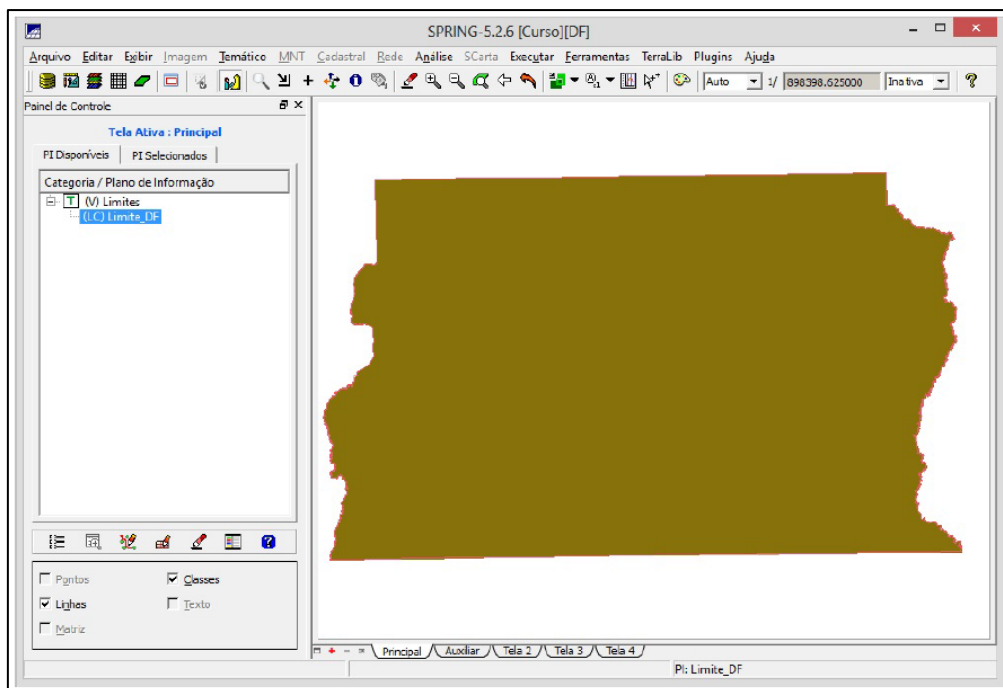 SPRING-5.2.6 [Curso][DF]
Arquivo Editar Exibir Imagem Temático MNT Cadastral Rede Análise SCarta Executar Ferramentas TerraLib Plugins Ajuda
Auto 1/ 898398.625000 Inativo
Painel de Controle
Tela Ativa : Principal
PI Disponíveis PI Selecionados
Categoria / Plano de Informação
T (V) Limites
(LC) Limite_DF
Pontos Classes
Linhas Texto
Matriz
Principal Auxiliar Tela 2 Tela 3 Tela 4
PI: Limite_DF